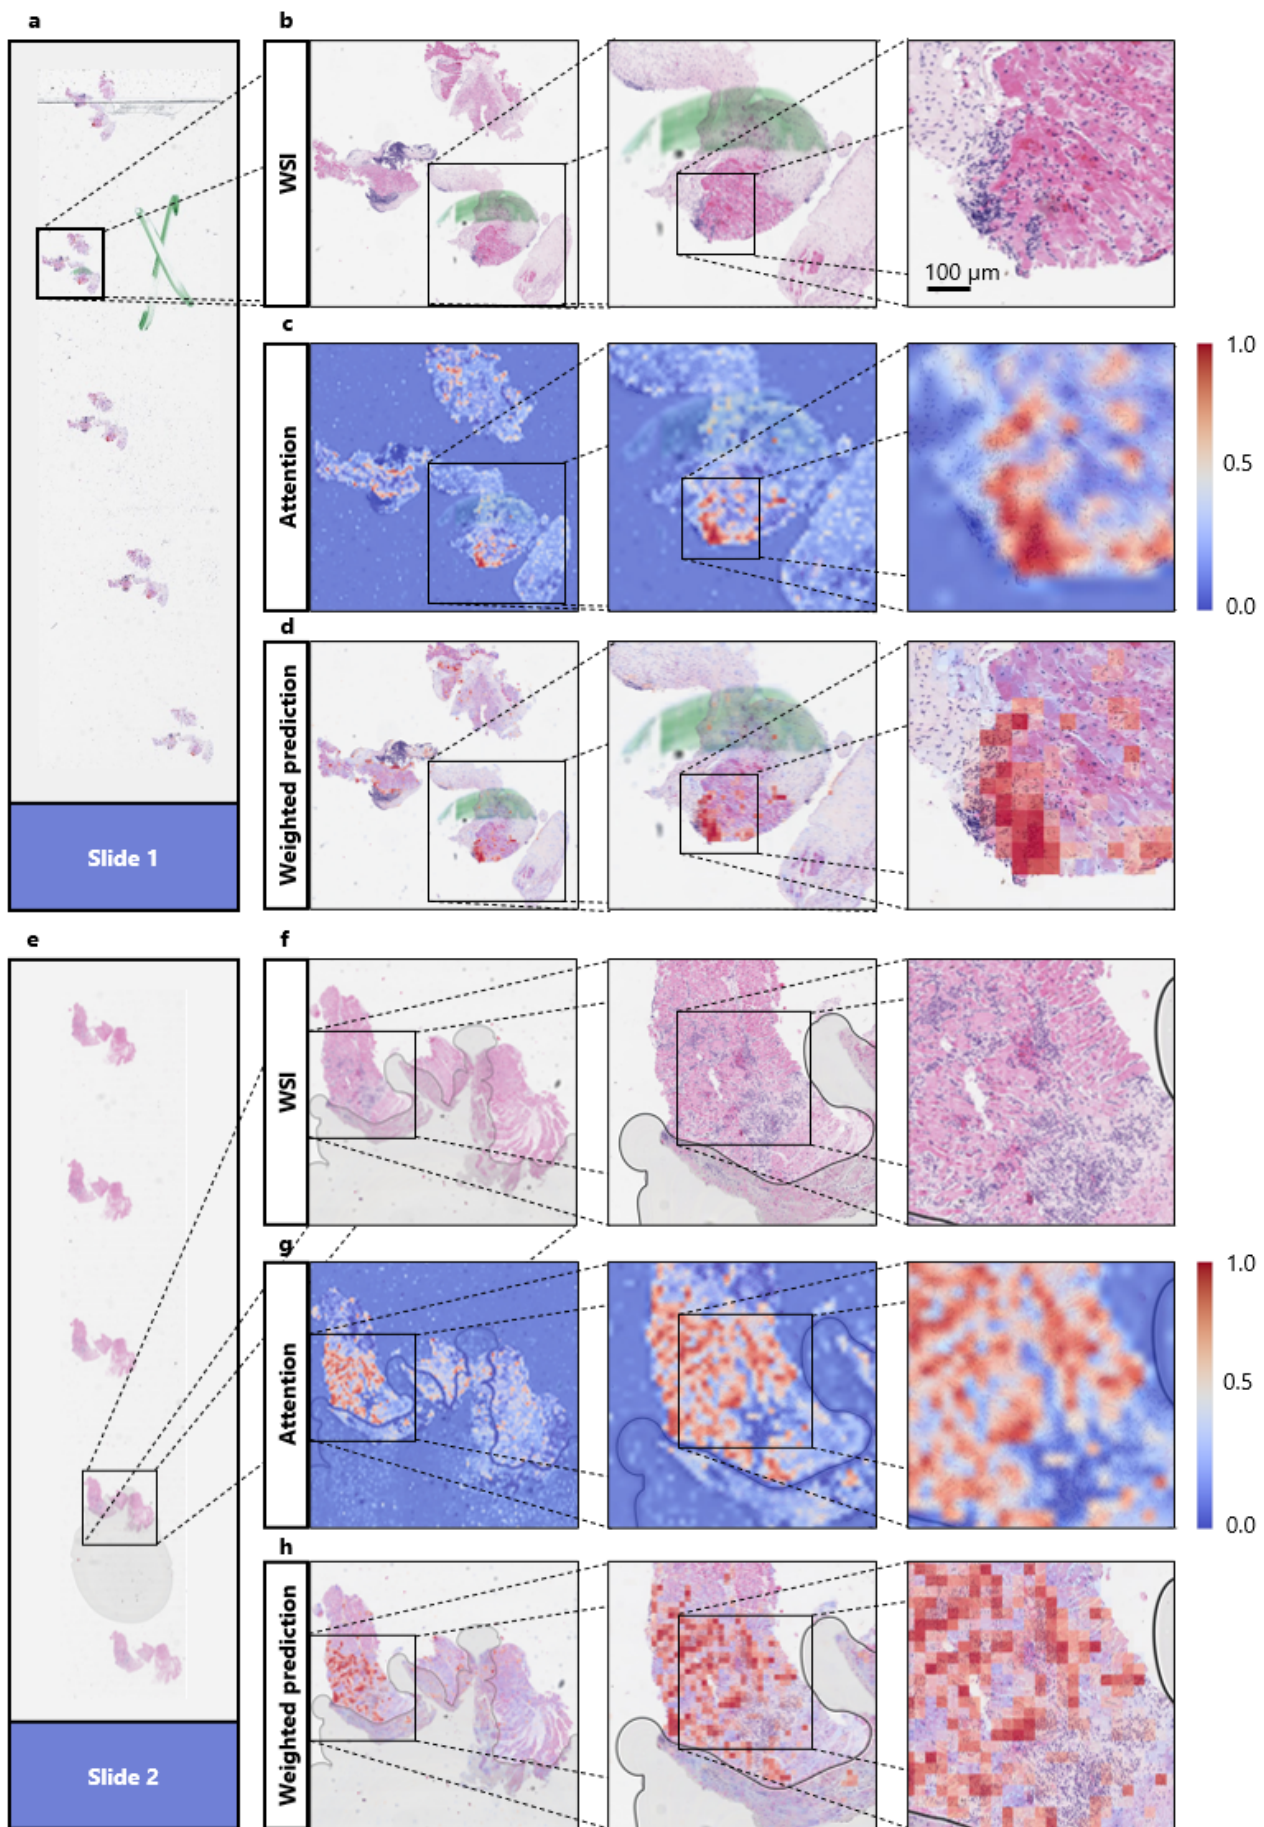 a
b
WSI
100 µm
c
Attention
1.0
0.5
0.0
d
Weighted prediction
Slide 1
e
f
WSI
g
Attention
1.0
0.5
0.0
h
Weighted prediction
Slide 2